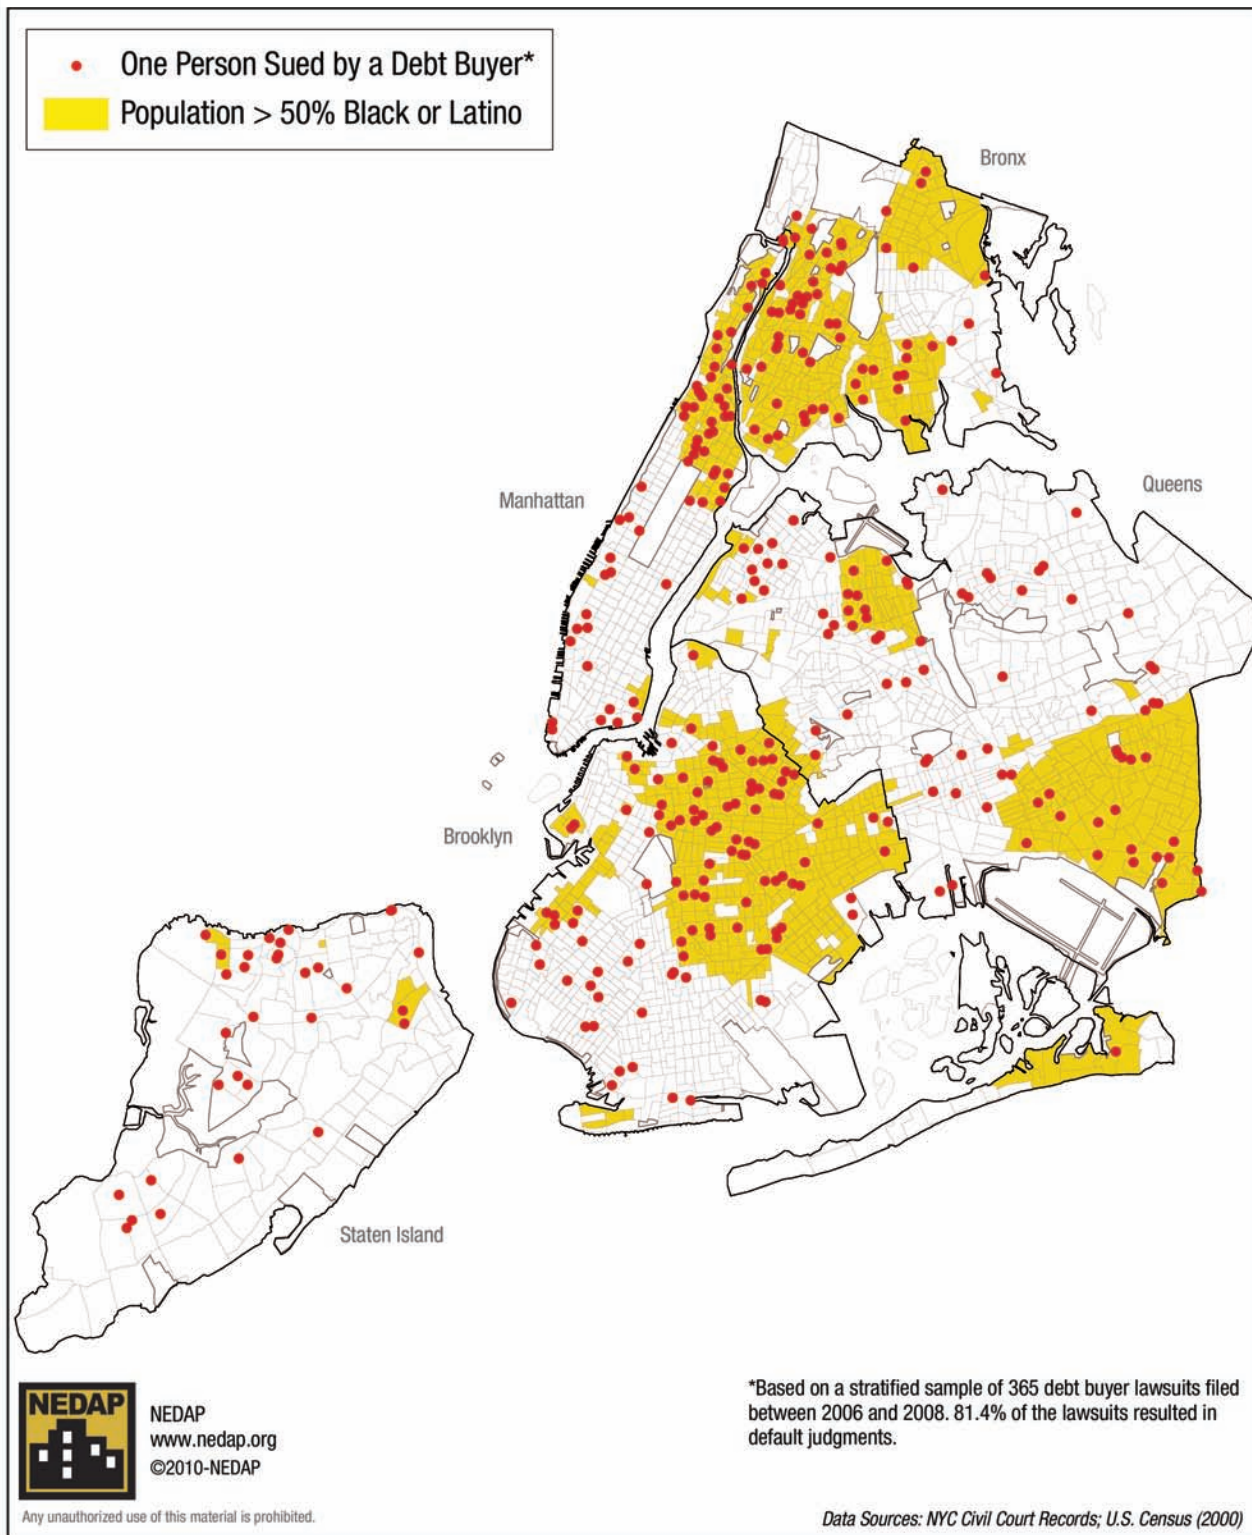 One Person Sued by a Debt Buyer*
Population > 50% Black or Latino
Bronx
Manhattan
Queens
Brooklyn
Staten Island
NEDAP
NEDAP
www.nedap.org
©2010-NEDAP
*Based on a stratified sample of 365 debt buyer lawsuits filed
between 2006 and 2008. 81.4% of the lawsuits resulted in
default judgments.
Any unauthorized use of this material is prohibited.
Data Sources: NYC Civil Court Records; U.S. Census (2000)